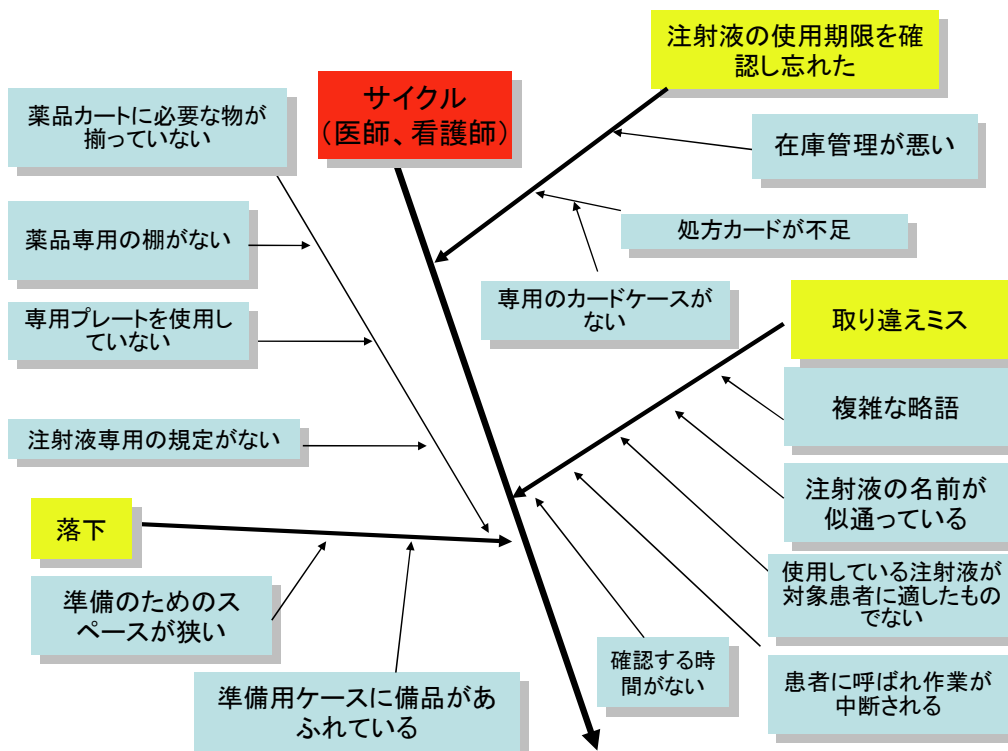 注射液の使用期限を確
認し忘れた
サイクル
(医師、看護師)
薬品カートに必要な物が
揃っていない
在庫管理が悪い
薬品専用の棚がない
処方カードが不足
専用のカードケースが
ない
専用プレートを使用し
ていない
取り違えミス
複雑な略語
注射液専用の規定がない
注射液の名前が
似通っている
落下
使用している注射液が
対象患者に適したもの
でない
準備のためのス
ペースが狭い
確認する時
間がない
患者に呼ばれ作業が
中断される
準備用ケースに備品があ
ふれている